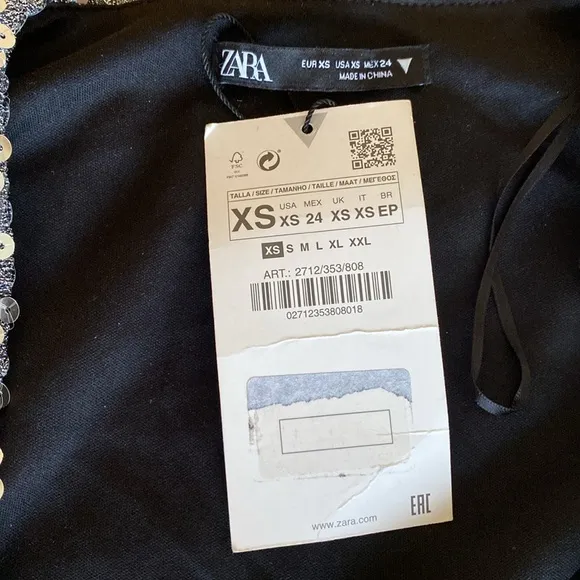 ZARA
EUR XS USA XS MEX 24
MADE IN CHINA
FSC
TALLA / SIZE / TAMANHO / TAILLE / MAAT / ΜΕΓΕΘΟΣ
XS
USA MEX UK IT BR
XS 24 XS XS EP
XS S M L XL XXL
ART.: 2712/353/808
02712353808018
www.zara.com
EAC